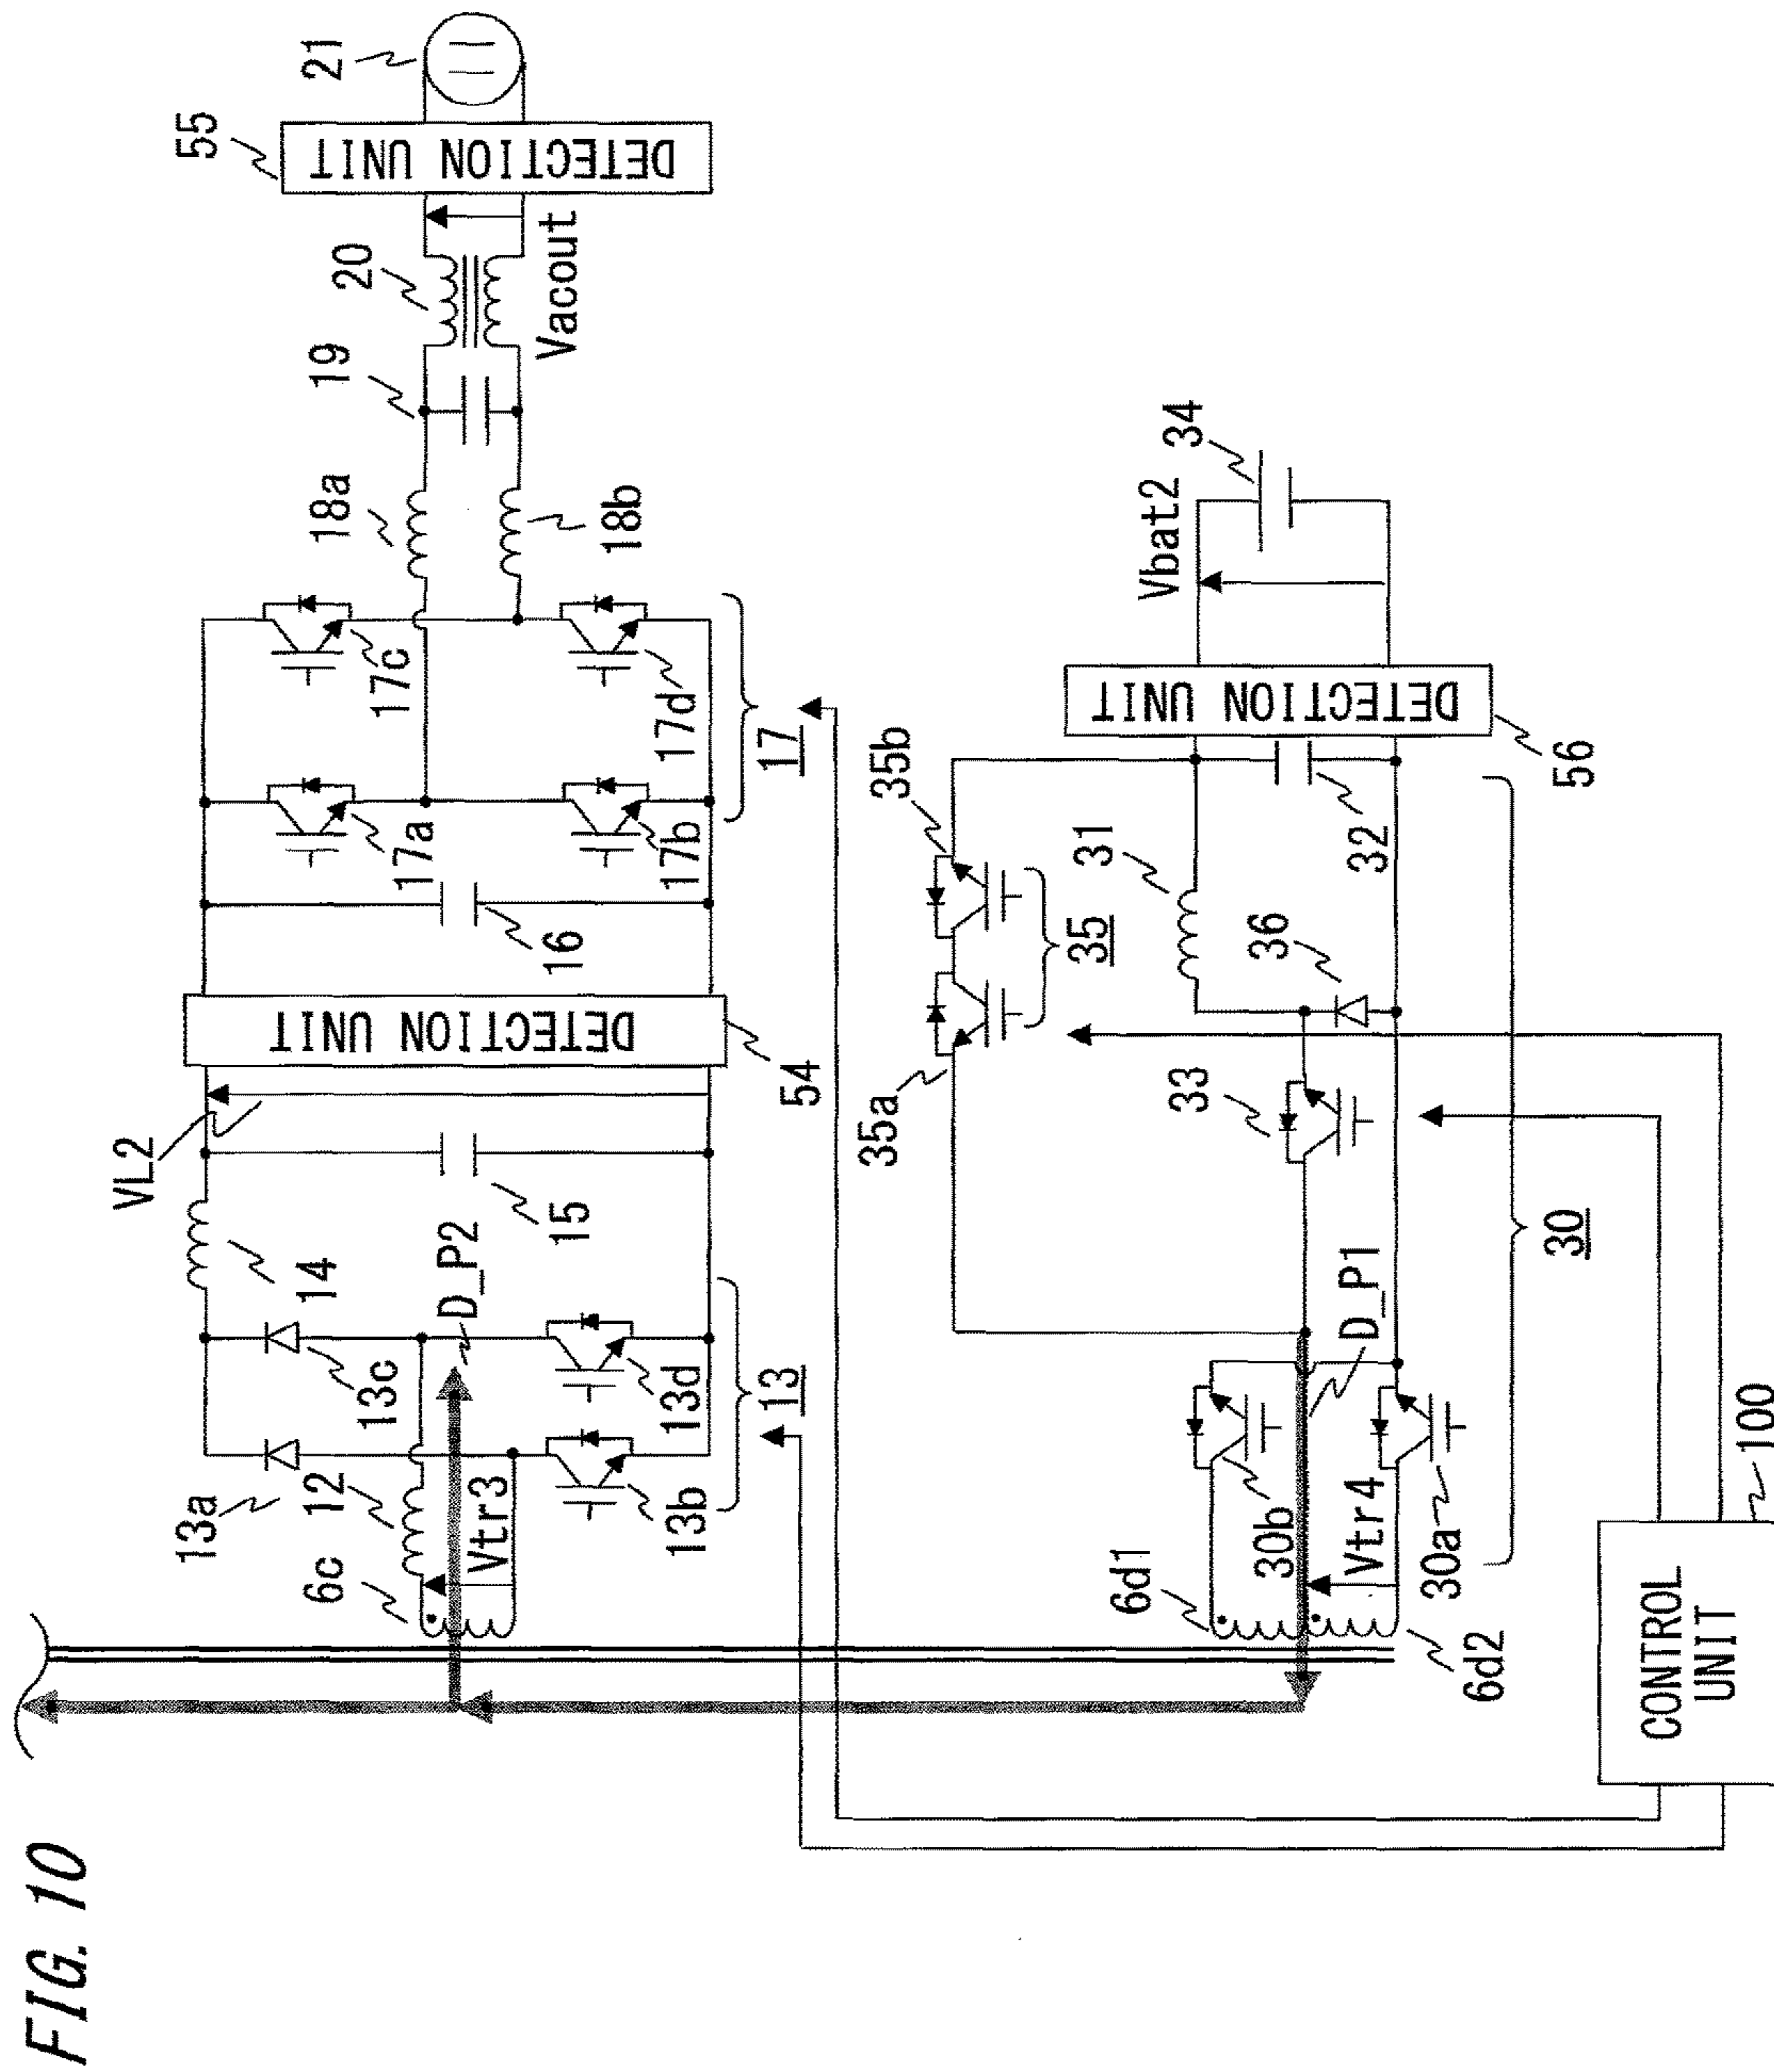 FIG. 10
55
21
DETECTION UNIT
20
Vacout
19
18a
18b
17c
17d
17a
17b
17
16
DETECTION UNIT
54
VL2
15
14
D_P2
13c
13d
13
13a
12
Vtr3
13b
6c
34
Vbat2
DETECTION UNIT
56
35b
35
35a
31
32
36
33
30
D_P1
30b
Vtr4
30a
6d1
6d2
CONTROL
UNIT
100